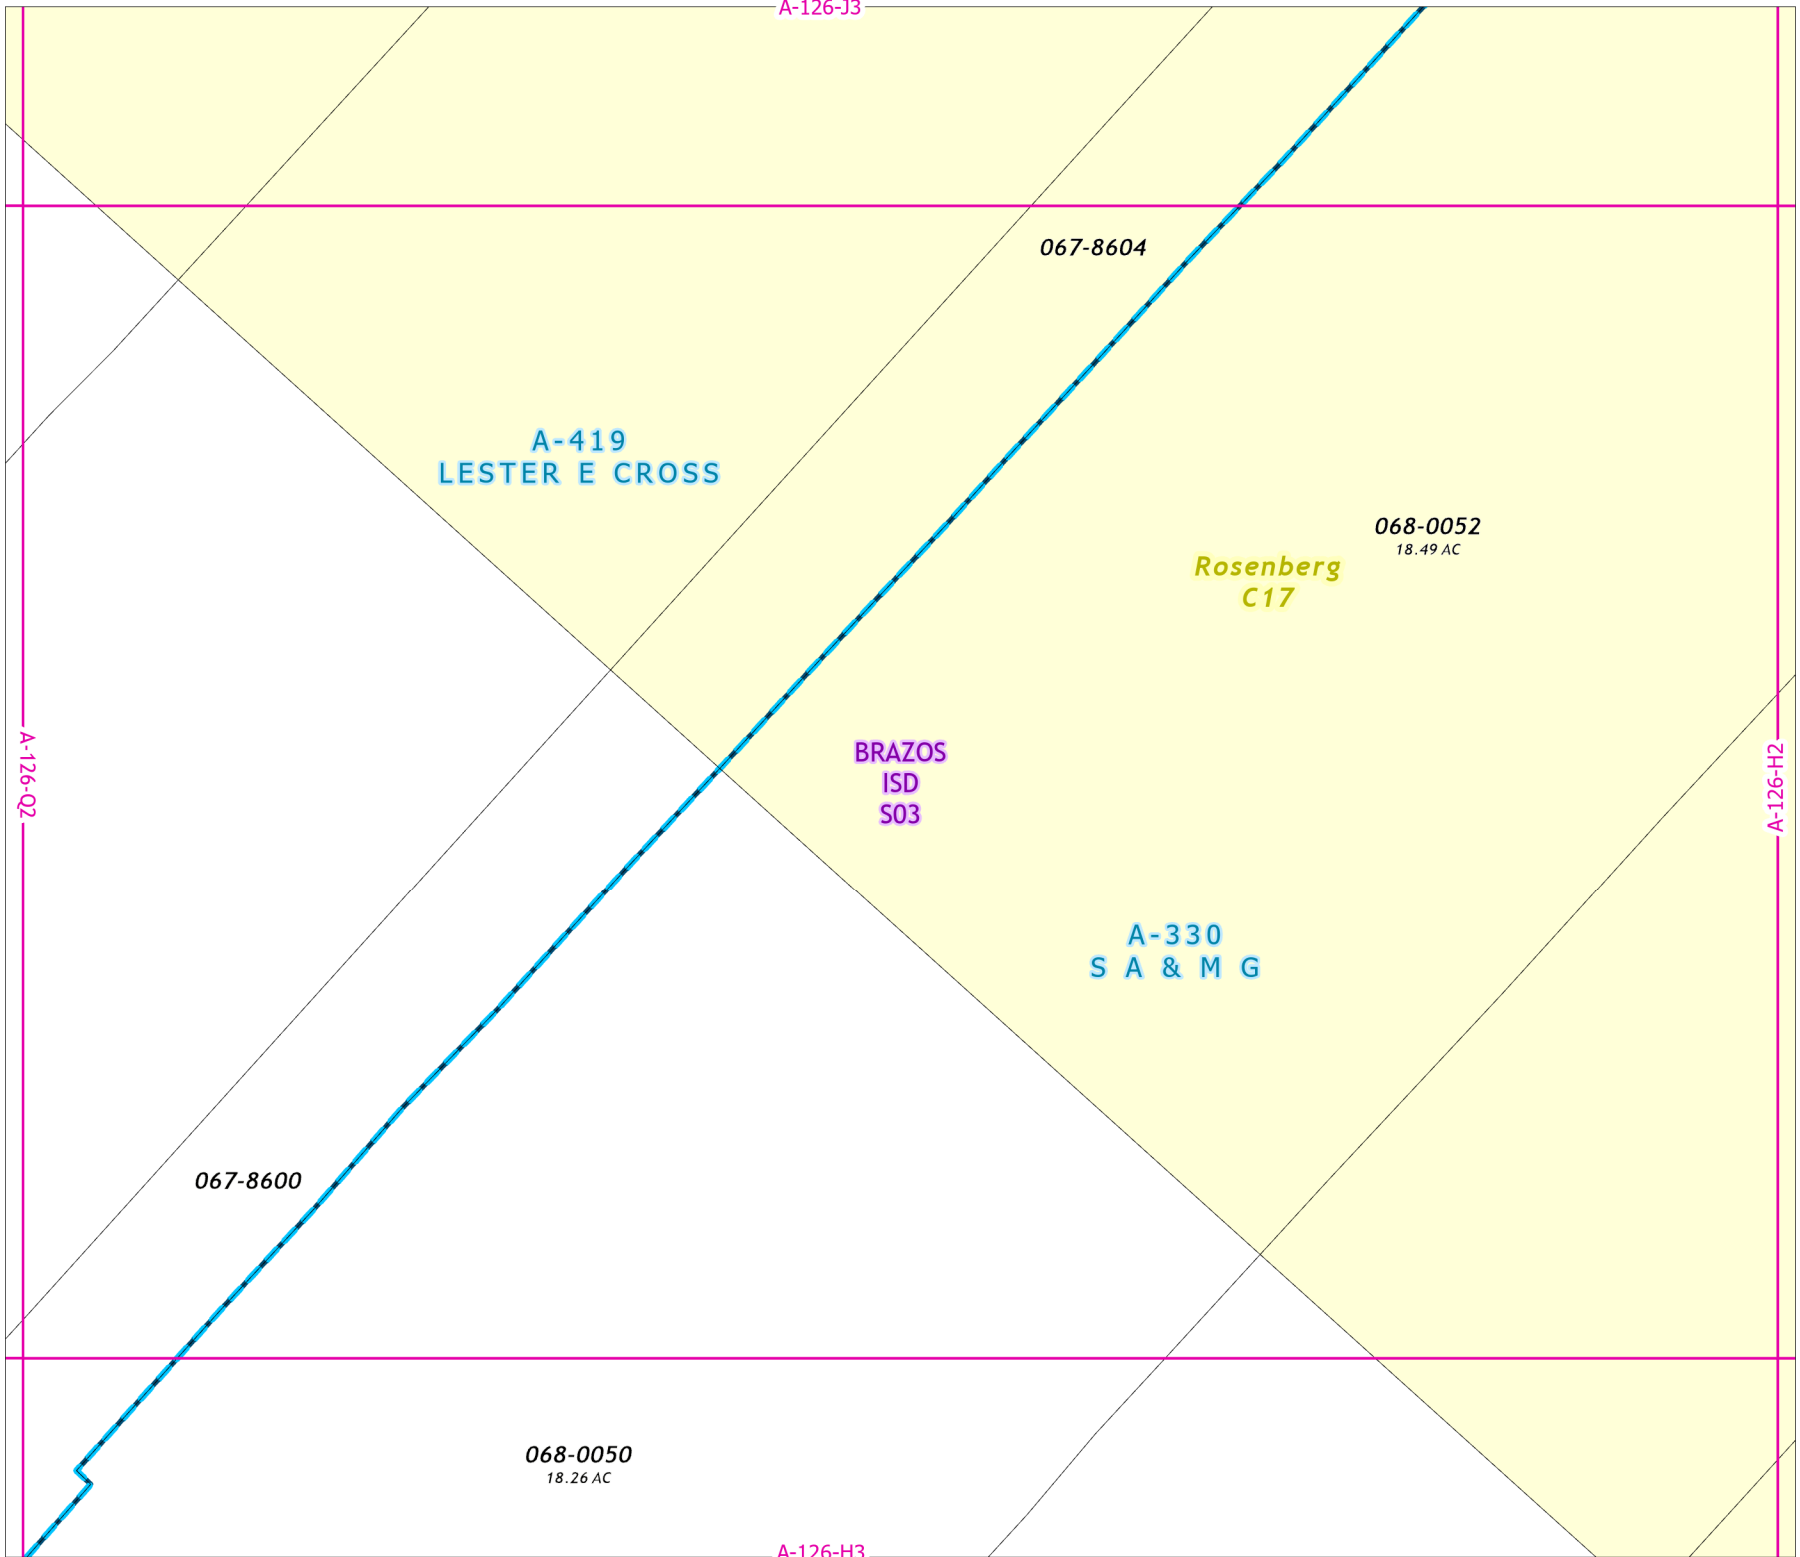 A-126-J3
067-8604
A-419
LESTER E CROSS
068-0052
18.49 AC
Rosenberg
C17
A-126-Q2
BRAZOS
ISD
S03
A-126-H2
A-330
S A & M G
067-8600
068-0050
18.26 AC
A-126-H3